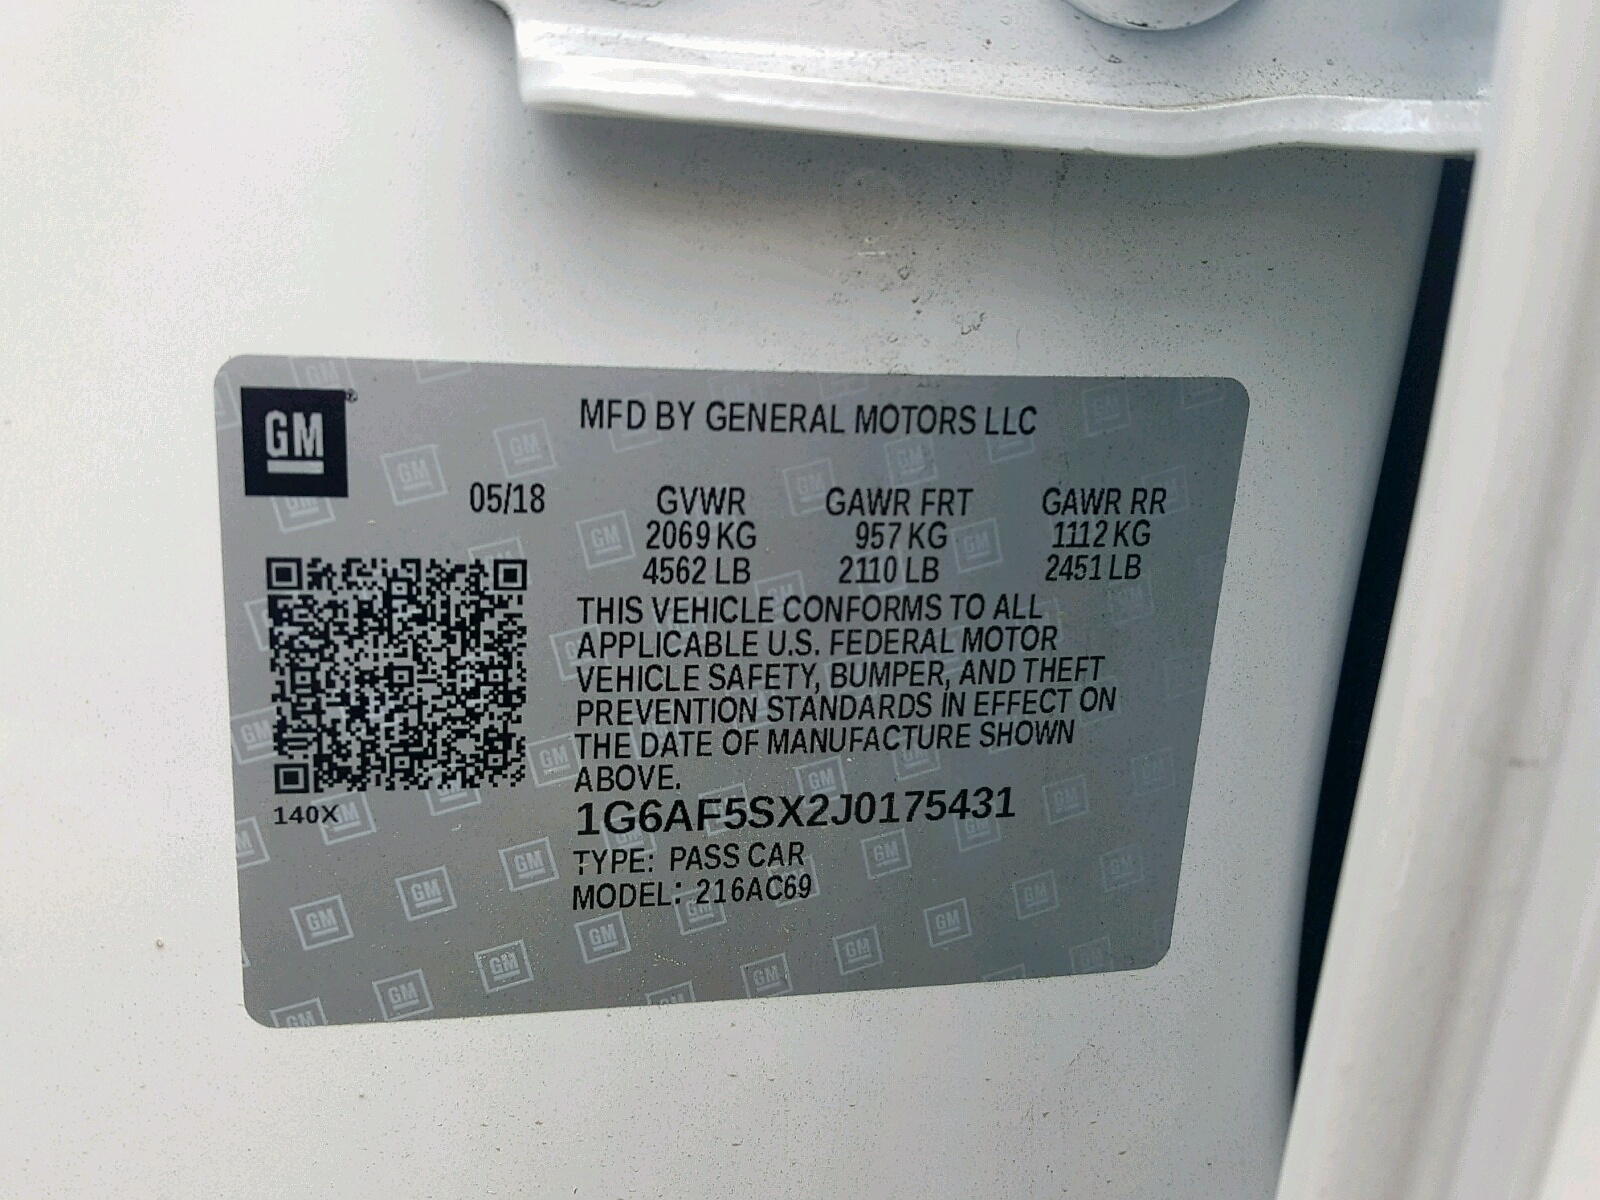 GM
MFD BY GENERAL MOTORS LLC
05/18 GVWR GAWR FRT GAWR RR
2069 KG 957 KG 1112 KG
4562 LB 2110 LB 2451 LB
THIS VEHICLE CONFORMS TO ALL
APPLICABLE U.S. FEDERAL MOTOR
VEHICLE SAFETY, BUMPER, AND THEFT
PREVENTION STANDARDS IN EFFECT ON
THE DATE OF MANUFACTURE SHOWN
ABOVE.
140X
1G6AF5SX2J0175431
TYPE: PASS CAR
MODEL: 216AC69